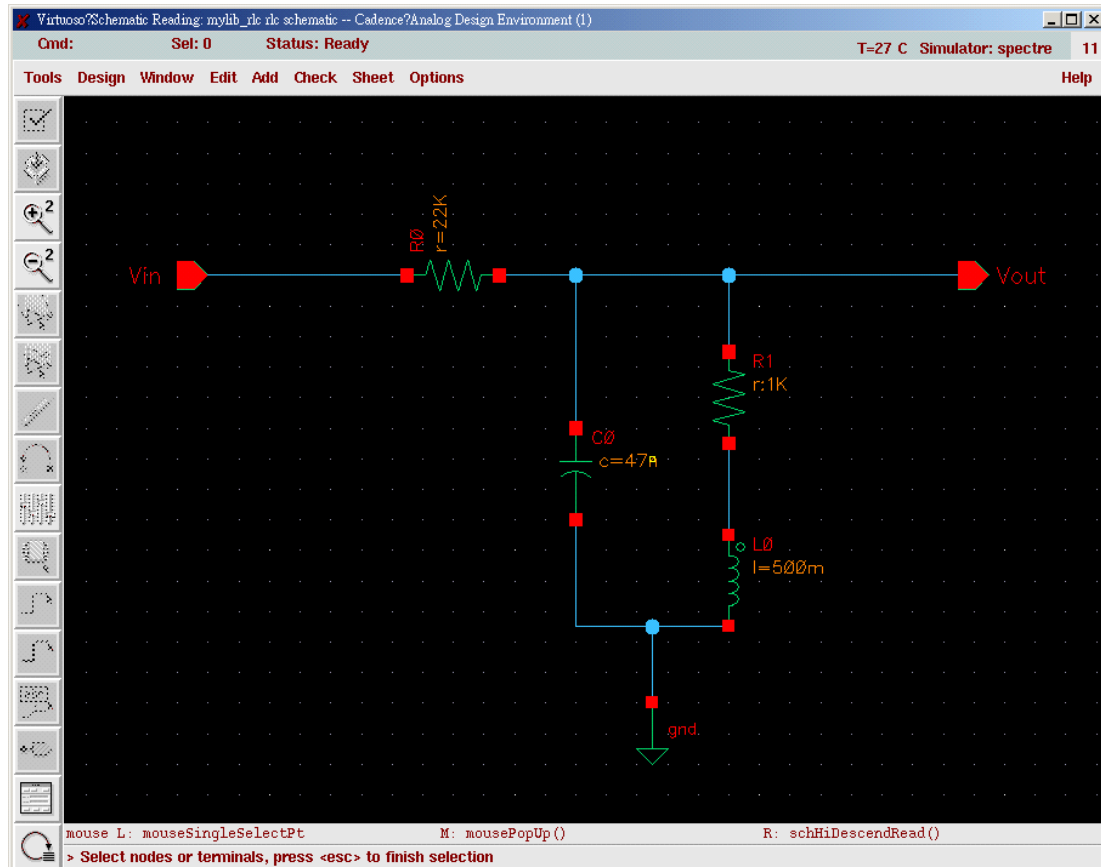 Virtuoso?Schematic Reading: mylib_rlc rlc schematic -- Cadence?Analog Design Environment (1)
Cmd: Sel: 0 Status: Ready T=27 C Simulator: spectre 11
Tools Design Window Edit Add Check Sheet Options Help
2
2
R0
r=22K
Vin
Vout
R1
r:1K
C0
c=47n
L0
l=500m
gnd
mouse L: mouseSingleSelectPt M: mousePopUp() R: schHiDescendRead()
> Select nodes or terminals, press <esc> to finish selection